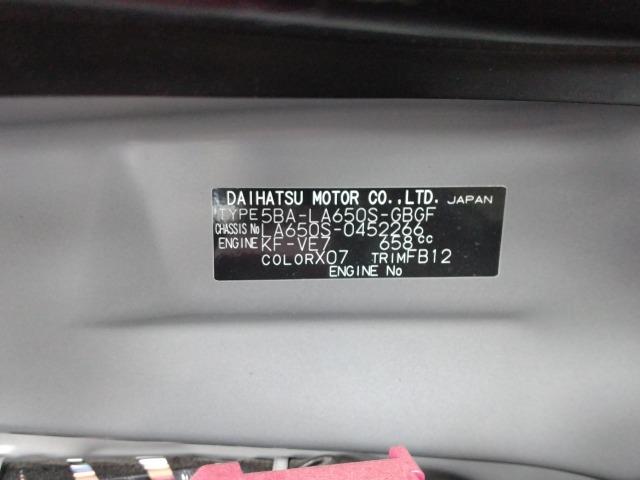 DAIHATSU MOTOR CO.,LTD. JAPAN
TYPE 5BA-LA650S-GBGF
CHASSIS No LA650S-0452266
ENGINE KF-VE7 658cc
COLOR X07 TRIM FB12
ENGINE No